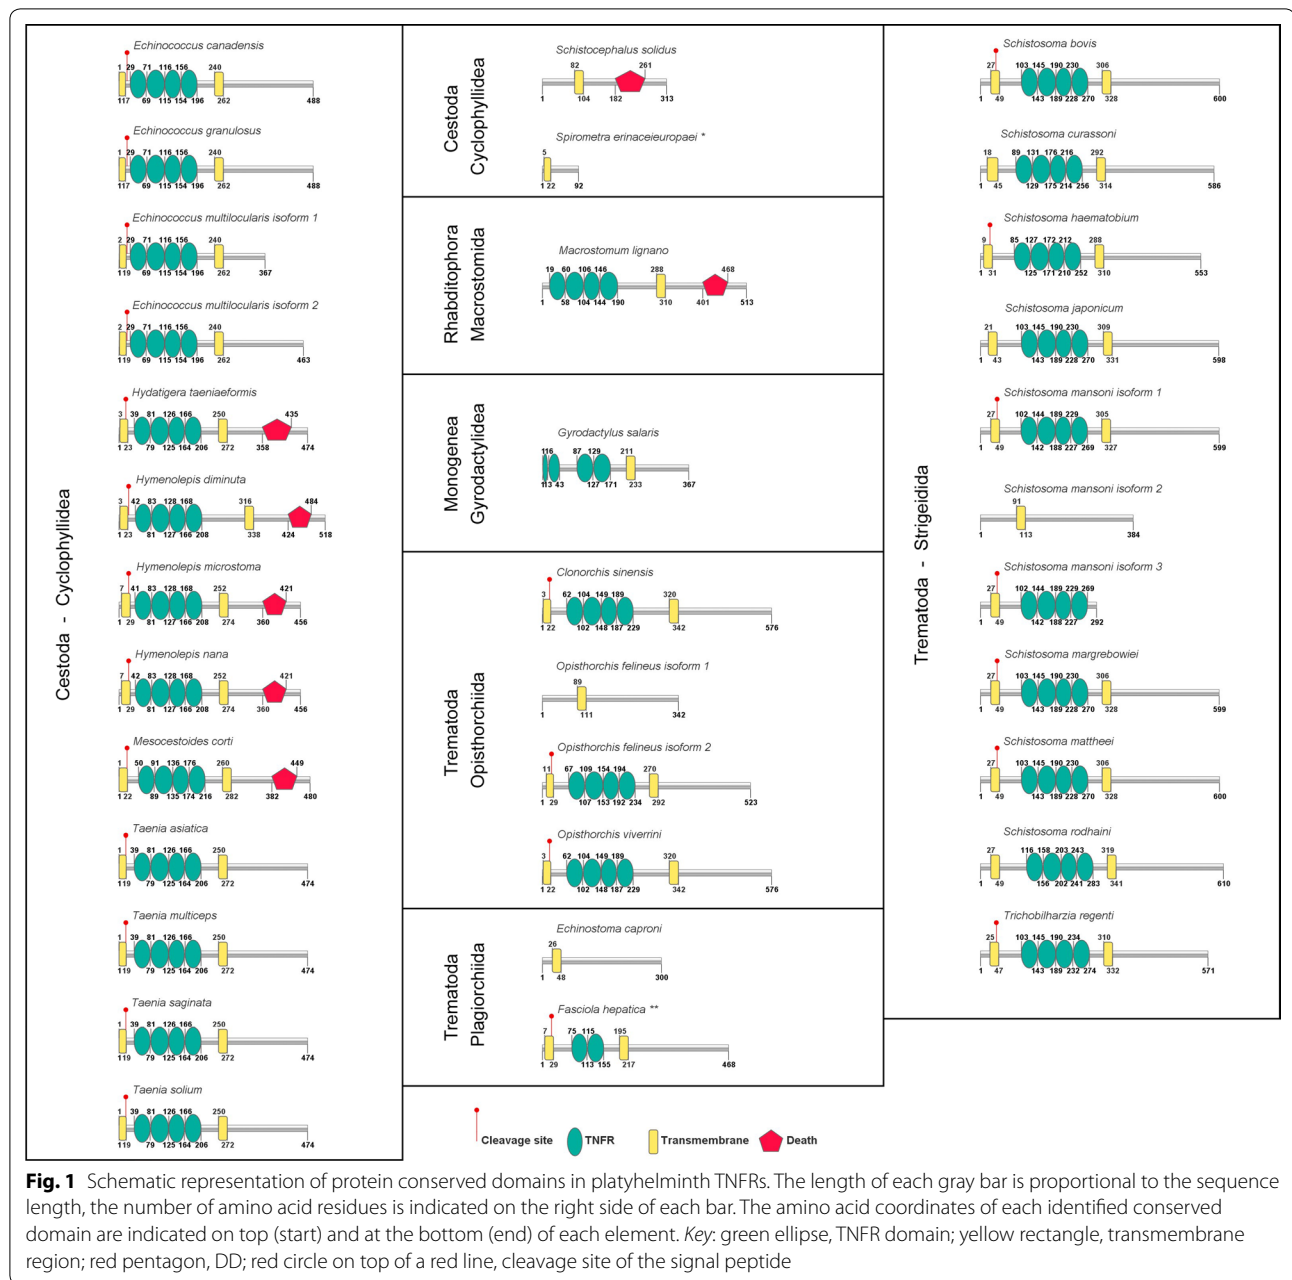 Cestoda - Cyclophyllidea
Echinococcus canadensis
1 29 71 116 156 240
117 69 115 154 196 262 488
Echinococcus granulosus
1 29 71 116 156 240
117 69 115 154 196 262 488
Echinococcus multilocularis isoform 1
2 29 71 116 156 240
119 69 115 154 196 262 367
Echinococcus multilocularis isoform 2
2 29 71 116 156 240
119 69 115 154 196 262 463
Hydatigera taeniaeformis
3 39 81 126 166 250 435
1 23 79 125 164 206 272 358 474
Hymenolepis diminuta
3 42 83 128 168 316 484
1 23 81 127 166 208 338 424 518
Hymenolepis microstoma
7 41 83 128 168 252 421
1 29 81 127 166 208 274 360 456
Hymenolepis nana
7 42 83 128 168 252 421
1 29 81 127 166 208 274 360 456
Mesocestoides corti
1 50 91 136 176 260 449
1 22 89 135 174 216 282 382 480
Taenia asiatica
1 39 81 126 166 250
119 79 125 164 206 272 474
Taenia multiceps
1 39 81 126 166 250
119 79 125 164 206 272 474
Taenia saginata
1 39 81 126 166 250
119 79 125 164 206 272 474
Taenia solium
1 39 81 126 166 250
119 79 125 164 206 272 474
Cestoda
Cyclophyllidea
Schistocephalus solidus
82 261
1 104 182 313
Spirometra erinaceieuropaei *
5
1 22 92
Rhabditophora
Macrostomida
Macrostomum lignano
19 60 106 146 288 468
1 58 104 144 190 310 401 513
Monogenea
Gyrodactylidea
Gyrodactylus salaris
116 87 129 211
113 43 127 171 233 367
Trematoda
Opisthorchiida
Clonorchis sinensis
3 62 104 149 189 320
1 22 102 148 187 229 342 576
Opisthorchis felineus isoform 1
89
1 111 342
Opisthorchis felineus isoform 2
11 67 109 154 194 270
1 29 107 153 192 234 292 523
Opisthorchis viverrini
3 62 104 149 189 320
1 22 102 148 187 229 342 576
Trematoda
Plagiorchiida
Echinostoma caproni
26
1 48 300
Fasciola hepatica **
7 75 115 195
1 29 113 155 217 468
Trematoda - Strigeidida
Schistosoma bovis
27 103 145 190 230 306
1 49 143 189 228 270 328 600
Schistosoma curassoni
18 89 131 176 216 292
1 45 129 175 214 256 314 586
Schistosoma haematobium
9 85 127 172 212 288
1 31 125 171 210 252 310 553
Schistosoma japonicum
21 103 145 190 230 309
1 43 143 189 228 270 331 598
Schistosoma mansoni isoform 1
27 102 144 189 229 305
1 49 142 188 227 269 327 599
Schistosoma mansoni isoform 2
91
1 113 384
Schistosoma mansoni isoform 3
27 102 144 189 229 269
1 49 142 188 227 292
Schistosoma margrebowiei
27 103 145 190 230 306
1 49 143 189 228 270 328 599
Schistosoma mattheei
27 103 145 190 230 306
1 49 143 189 228 270 328 600
Schistosoma rodhaini
27 116 158 203 243 319
1 49 156 202 241 283 341 610
Trichobilharzia regenti
25 103 145 190 234 310
1 47 143 189 232 274 332 571
Cleavage site TNFR Transmembrane Death
Fig. 1 Schematic representation of protein conserved domains in platyhelminth TNFRs. The length of each gray bar is proportional to the sequence
length, the number of amino acid residues is indicated on the right side of each bar. The amino acid coordinates of each identified conserved
domain are indicated on top (start) and at the bottom (end) of each element. Key: green ellipse, TNFR domain; yellow rectangle, transmembrane
region; red pentagon, DD; red circle on top of a red line, cleavage site of the signal peptide